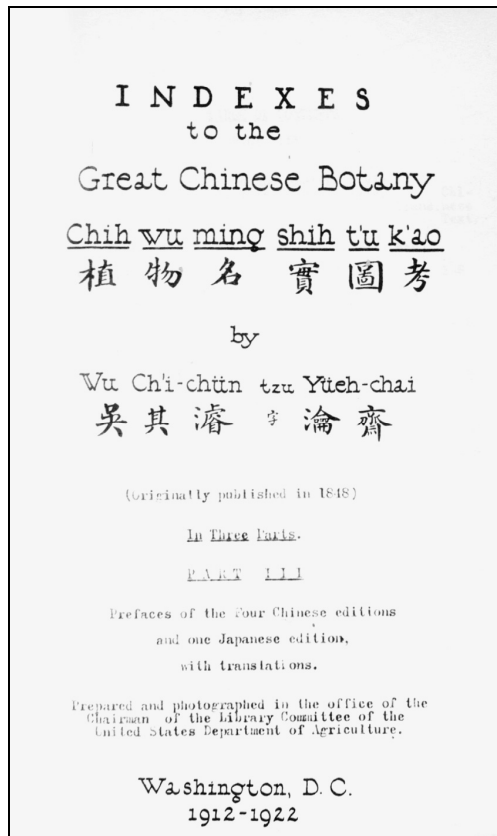 INDEXES
to the
Great Chinese Botany
Chih wu ming shih t'u k'ao
植物名實圖考
by
Wu Ch'i-chün tzu Yüeh-chai
吳其濬 字 瀹齋
(Originally published in 1848)
In Three Parts.
PART III
Prefaces of the Four Chinese editions
and one Japanese edition,
with translations.
Prepared and photographed in the office of the
Chairman of the Library Committee of the
United States Department of Agriculture.
Washington, D. C.
1912-1922